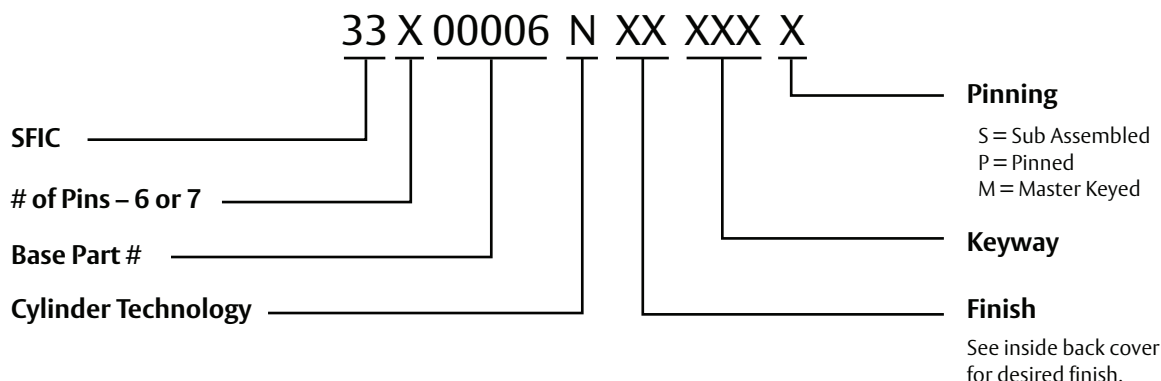 33 X 00006 N XX XXX X
SFIC
# of Pins – 6 or 7
Base Part #
Cylinder Technology
Pinning
S = Sub Assembled
P = Pinned
M = Master Keyed
Keyway
Finish
See inside back cover
for desired finish.